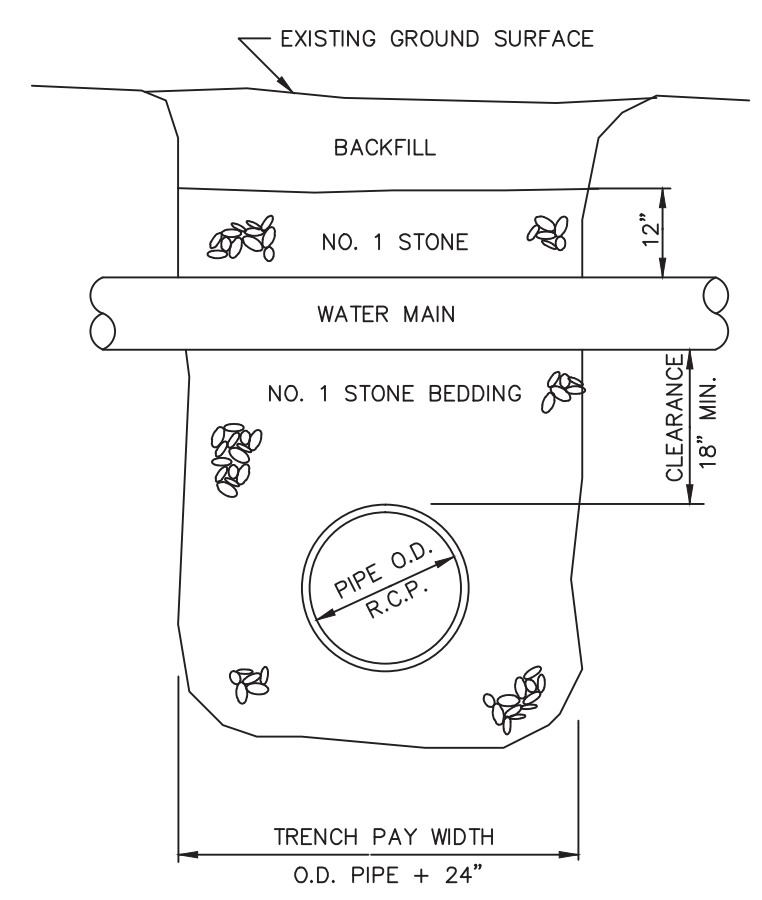 EXISTING GROUND SURFACE
BACKFILL
12”
NO. 1 STONE
WATER MAIN
NO. 1 STONE BEDDING
CLEARANCE
18” MIN.
PIPE O.D.
R.C.P.
TRENCH PAY WIDTH
O.D. PIPE + 24”